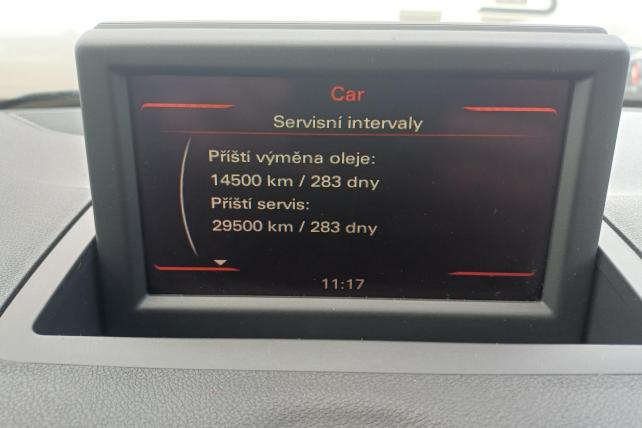 Car
Servisní intervaly
Příští výměna oleje:
14500 km / 283 dny
Příští servis:
29500 km / 283 dny
11:17